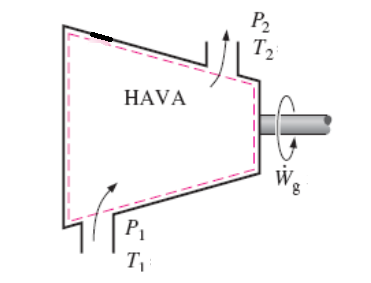 P₂
T₂
HAVA
Ẇg
P₁
T₁